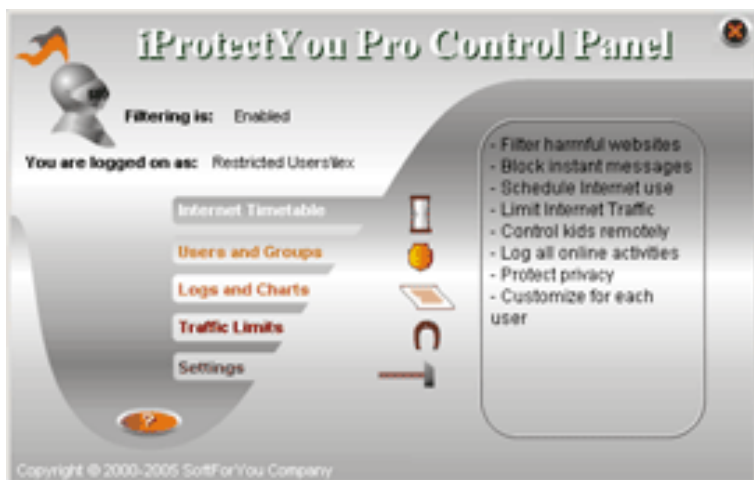 iProtectYou Pro Control Panel
Filtering is: Enabled
You are logged on as: Restricted Users\lex
Internet Timetable
Users and Groups
Logs and Charts
Traffic Limits
Settings
?
- Filter harmful websites
- Block instant messages
- Schedule Internet use
- Limit Internet Traffic
- Control kids remotely
- Log all online activities
- Protect privacy
- Customize for each
user
Copyright © 2000-2005 SoftForYou Company